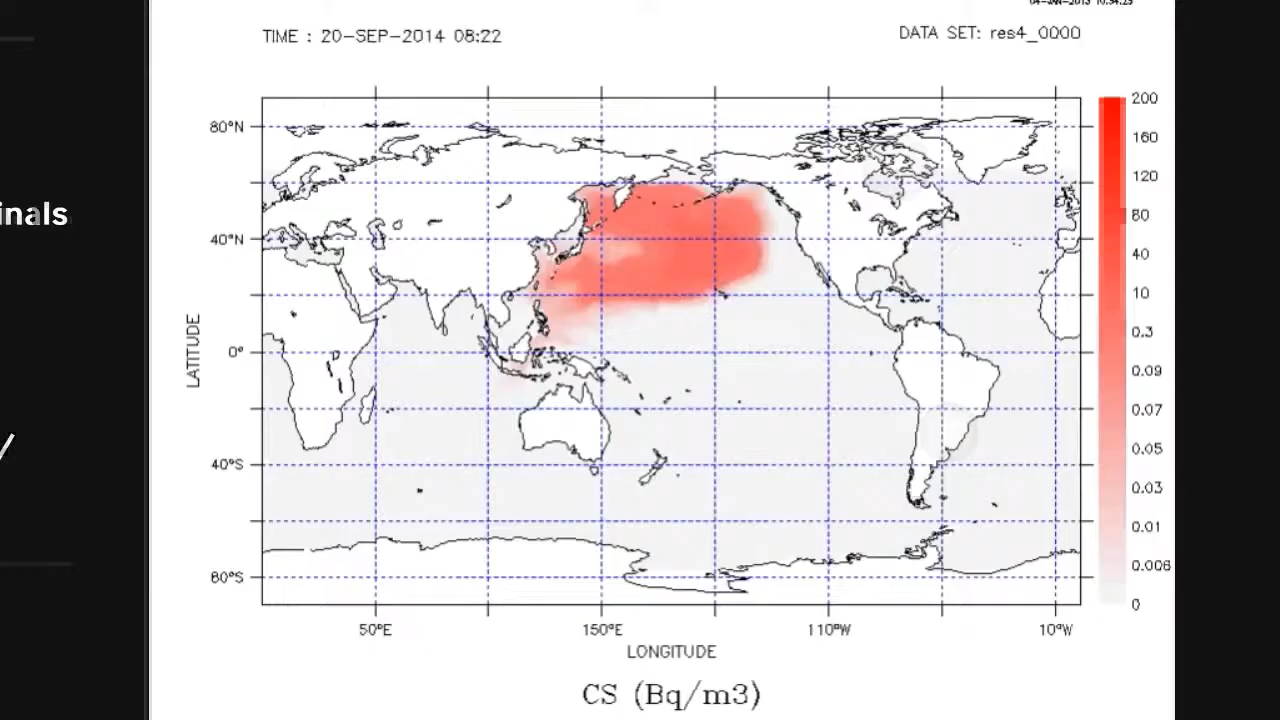 TIME : 20-SEP-2014 08:22
DATA SET: res4_0000
200
80°N
160
120
inals
80
40°N
40
10
LATITUDE
0.3
0°
0.09
0.07
0.05
40°S
0.03
0.01
0.006
80°S
0
50°E
150°E
110°W
10°W
LONGITUDE
CS (Bq/m3)